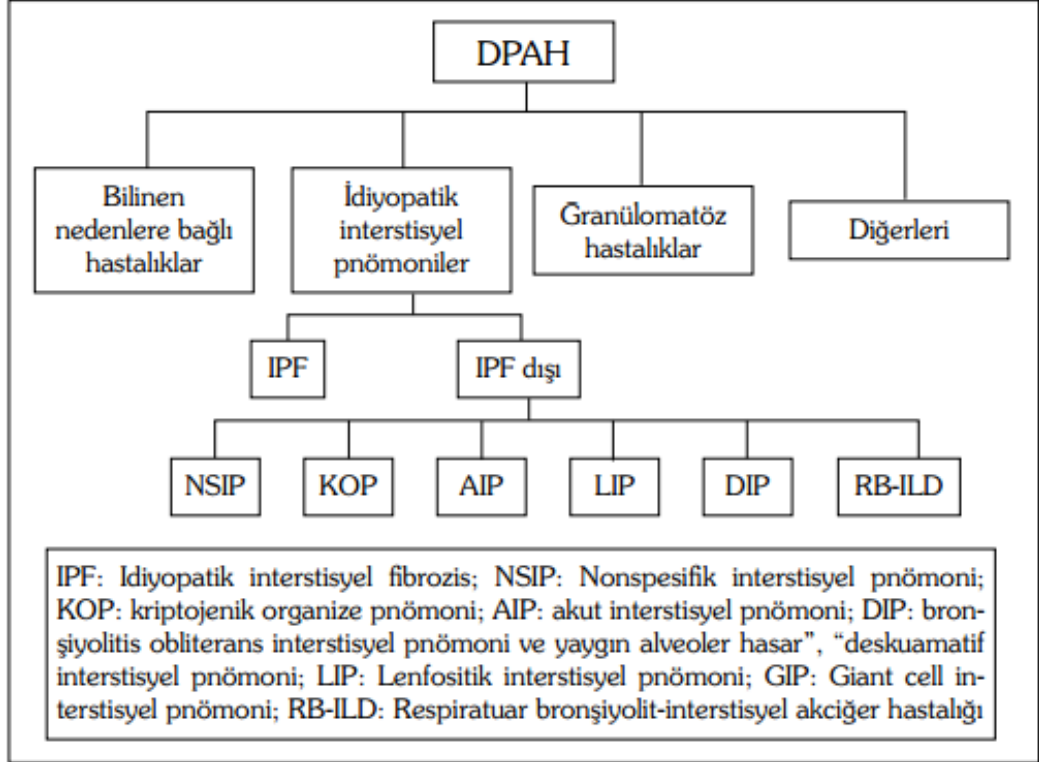 DPAH
Bilinen
nedenlere bağlı
hastalıklar
İdiyopatik
interstisyel
pnömoniler
Granülomatöz
hastalıklar
Diğerleri
IPF
IPF dışı
NSIP
KOP
AIP
LIP
DIP
RB-ILD
IPF: Idiyopatik interstisyel fibrozis; NSIP: Nonspesifik interstisyel pnömoni;
KOP: kriptojenik organize pnömoni; AIP: akut interstisyel pnömoni; DIP: bron-
şiyolitis obliterans interstisyel pnömoni ve yaygın alveoler hasar”, “deskuamatif
interstisyel pnömoni; LIP: Lenfositik interstisyel pnömoni; GIP: Giant cell in-
terstisyel pnömoni; RB-ILD: Respiratuar bronşiyolit-interstisyel akciğer hastalığı